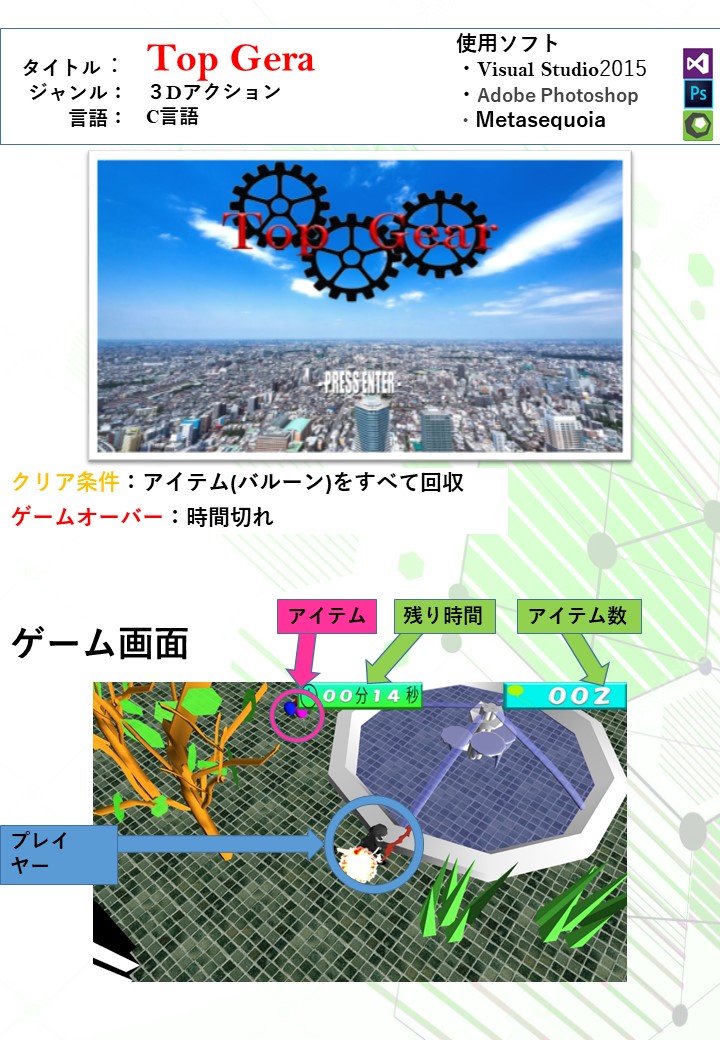 タイトル： Top Gera
ジャンル： ３Dアクション
言語： C言語
使用ソフト
・Visual Studio2015
・Adobe Photoshop
・Metasequoia
Ps
Top Gear
-PRESS ENTER-
クリア条件：アイテム(バルーン)をすべて回収
ゲームオーバー：時間切れ
ゲーム画面
アイテム
残り時間
アイテム数
00分14秒
002
プレイ
ヤー